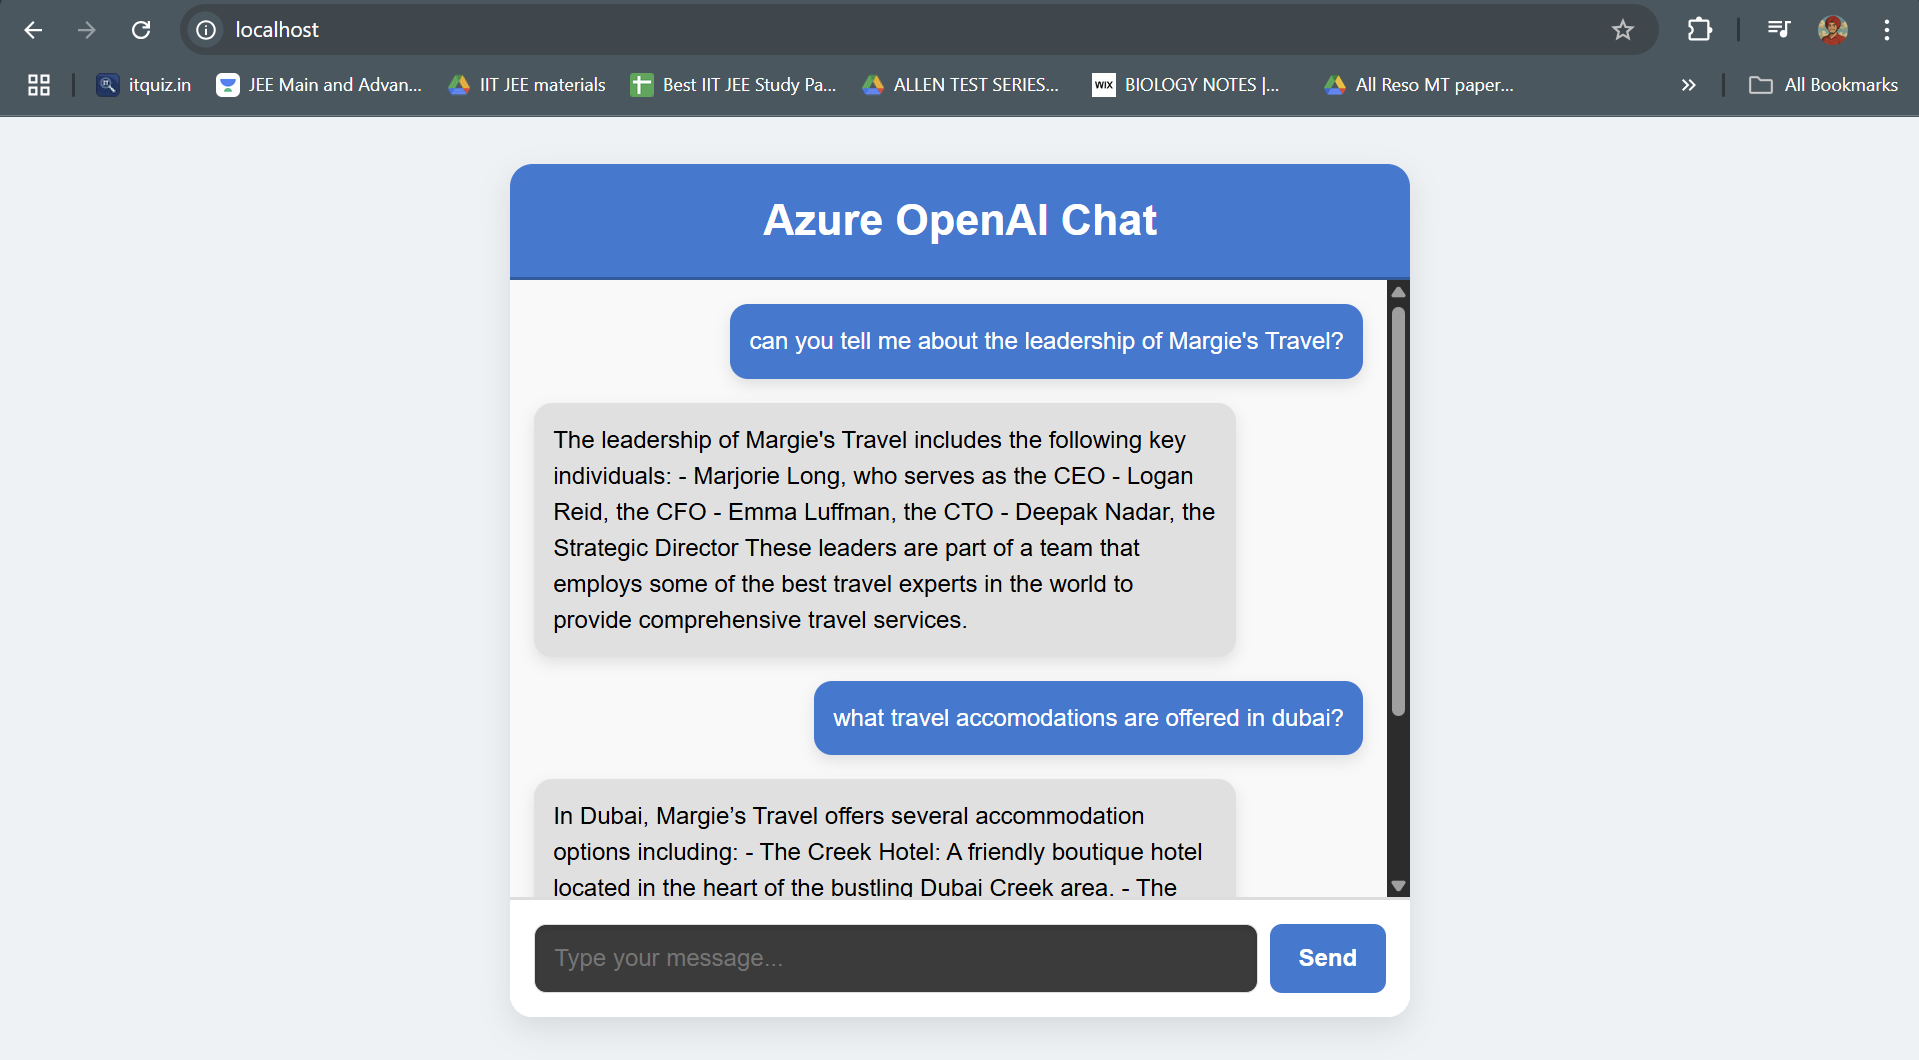 localhost
itquiz.in
JEE Main and Advan...
IIT JEE materials
Best IIT JEE Study Pa...
ALLEN TEST SERIES...
WIX
BIOLOGY NOTES |...
All Reso MT paper...
All Bookmarks
Azure OpenAI Chat
can you tell me about the leadership of Margie's Travel?
The leadership of Margie's Travel includes the following key
individuals: - Marjorie Long, who serves as the CEO - Logan
Reid, the CFO - Emma Luffman, the CTO - Deepak Nadar, the
Strategic Director These leaders are part of a team that
employs some of the best travel experts in the world to
provide comprehensive travel services.
what travel accomodations are offered in dubai?
In Dubai, Margie’s Travel offers several accommodation
options including: - The Creek Hotel: A friendly boutique hotel
located in the heart of the bustling Dubai Creek area. - The
Type your message...
Send